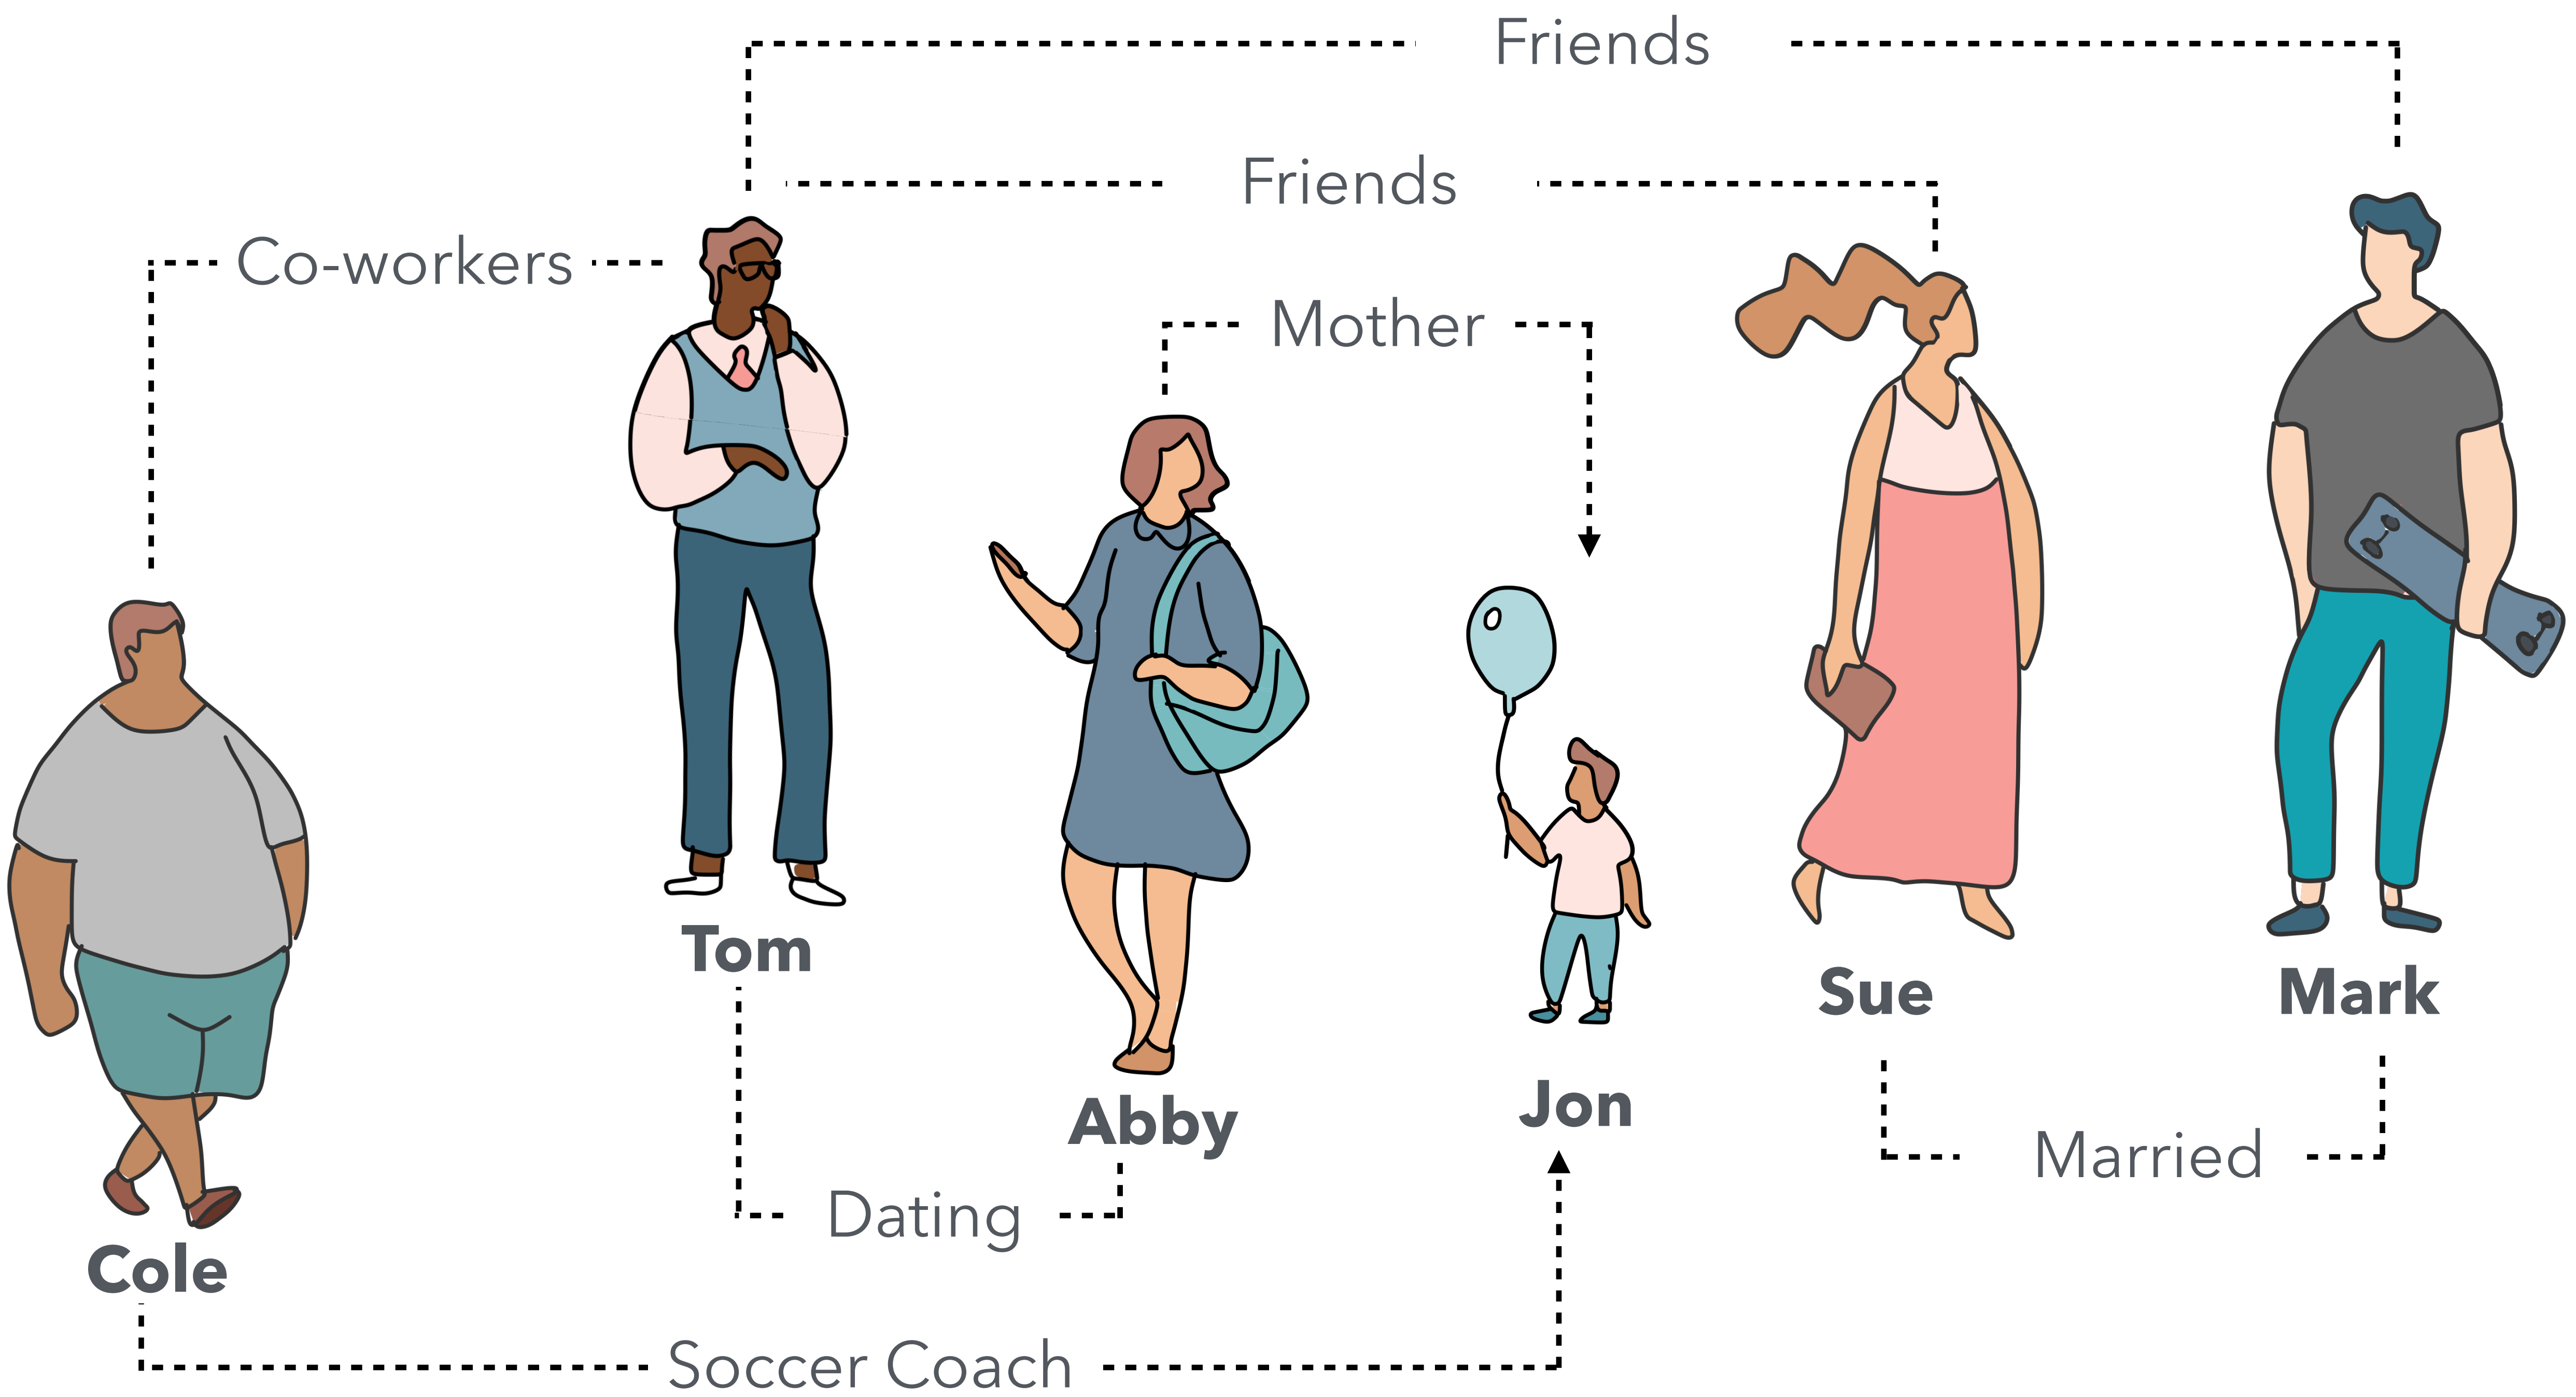 Friends
Friends
Co-workers
Mother
Tom
Sue
Mark
Jon
Abby
Married
Dating
Cole
Soccer Coach